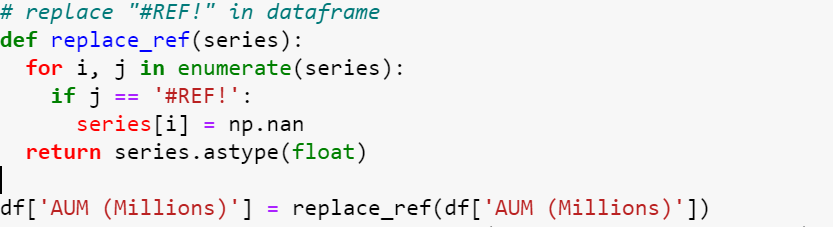 # replace "#REF!" in dataframe
def replace_ref(series):
  for i, j in enumerate(series):
    if j == '#REF!':
      series[i] = np.nan
  return series.astype(float)

df['AUM (Millions)'] = replace_ref(df['AUM (Millions)'])